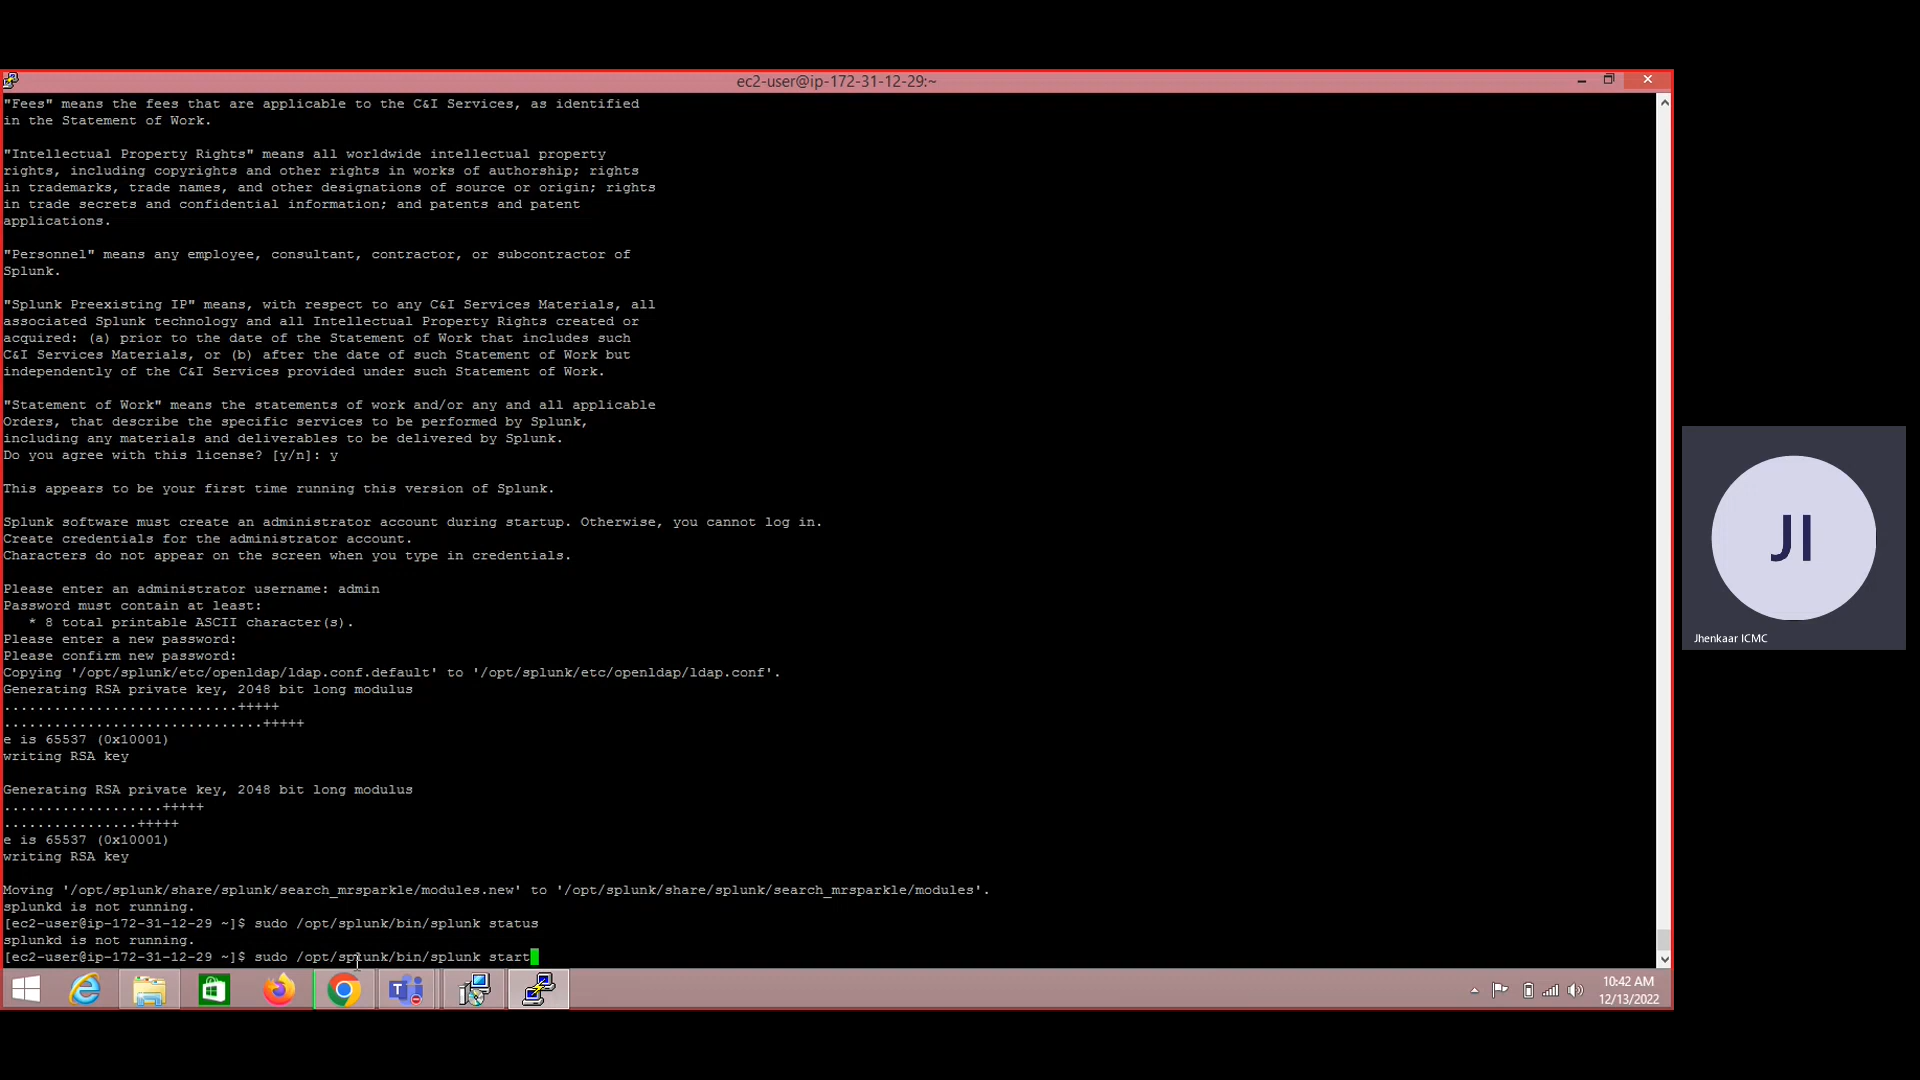 ec2-user@ip-172-31-12-29:~
"Fees" means the fees that are applicable to the C&I Services, as identified
in the Statement of Work.
"Intellectual Property Rights" means all worldwide intellectual property
rights, including copyrights and other rights in works of authorship; rights
in trademarks, trade names, and other designations of source or origin; rights
in trade secrets and confidential information; and patents and patent
applications.
"Personnel" means any employee, consultant, contractor, or subcontractor of
Splunk.
"Splunk Preexisting IP" means, with respect to any C&I Services Materials, all
associated Splunk technology and all Intellectual Property Rights created or
acquired: (a) prior to the date of the Statement of Work that includes such
C&I Services Materials, or (b) after the date of such Statement of Work but
independently of the C&I Services provided under such Statement of Work.
"Statement of Work" means the statements of work and/or any and all applicable
Orders, that describe the specific services to be performed by Splunk,
including any materials and deliverables to be delivered by Splunk.
Do you agree with this license? [y/n]: y
This appears to be your first time running this version of Splunk.
Splunk software must create an administrator account during startup. Otherwise, you cannot log in.
Create credentials for the administrator account.
Characters do not appear on the screen when you type in credentials.
Please enter an administrator username: admin
Password must contain at least:
* 8 total printable ASCII character(s).
Please enter a new password:
Please confirm new password:
Copying '/opt/splunk/etc/openldap/ldap.conf.default' to '/opt/splunk/etc/openldap/ldap.conf'.
Generating RSA private key, 2048 bit long modulus
............................+++++
...............................+++++
e is 65537 (0x10001)
writing RSA key
Generating RSA private key, 2048 bit long modulus
...................+++++
................+++++
e is 65537 (0x10001)
writing RSA key
Moving '/opt/splunk/share/splunk/search_mrsparkle/modules.new' to '/opt/splunk/share/splunk/search_mrsparkle/modules'.
splunkd is not running.
[ec2-user@ip-172-31-12-29 ~]$ sudo /opt/splunk/bin/splunk status
splunkd is not running.
[ec2-user@ip-172-31-12-29 ~]$ sudo /opt/splunk/bin/splunk start
JI
Jhenkaar ICMC
10:42 AM
12/13/2022